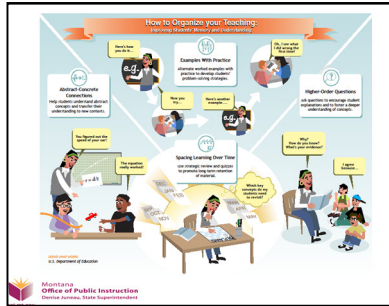 How to Organize your Teaching:
Improving Students' Memory and Understanding
Here's how
you do it...
e.g.
Examples With Practice
Alternate worked examples with
practice to develop students'
problem-solving strategies.
Oh, I see what
I did wrong the
first time!
Now you
try...
Here's another
example....
e.g.
Abstract-Concrete
Connections
Help students understand abstract
concepts and transfer their
understanding to new contexts.
Higher-Order Questions
Ask question to encourage student
explanations and to foster a deeper
understanding of concepts.
You figured out the
speed of your car!
The equation
really worked!
Spacing Learning Over Time
Use strategic review and quizzes
to promote long-term retention
of material.
Which key
concepts do my
students need
to revisit?
Why?
How do you know?
What's your evidence?
I agree
because...
U.S. Department of Education
Montana
Office of Public Instruction
Denise Juneau, State Superintendent